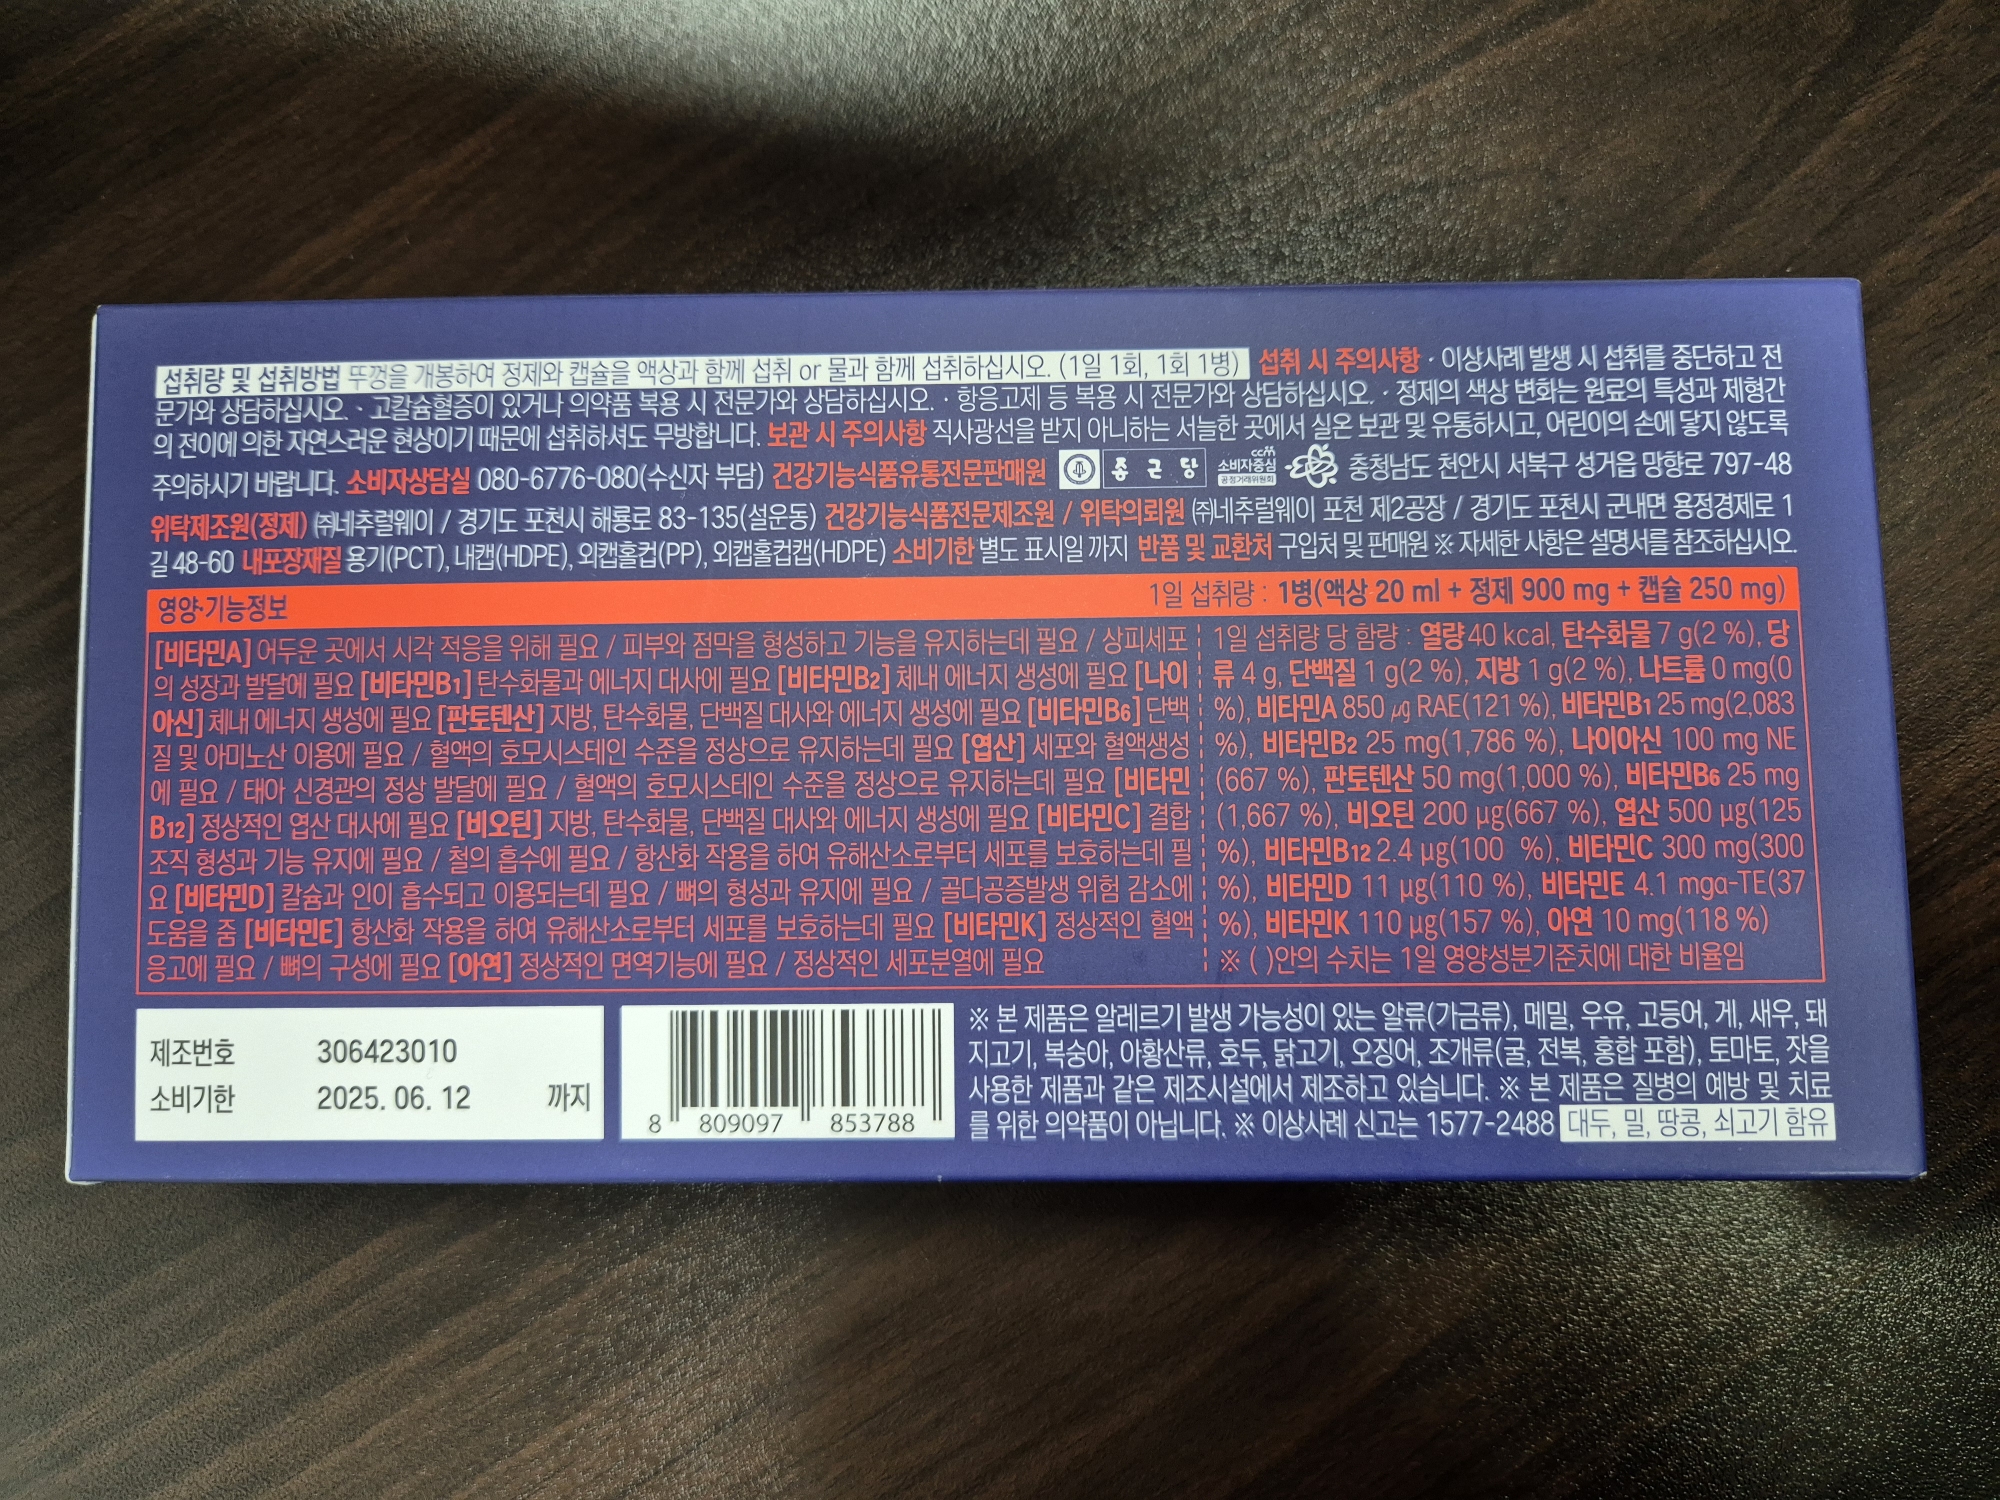 섭취량 및 섭취방법 뚜껑을 개봉하여 정제와 캡슐을 액상과 함께 섭취 or 물과 함께 섭취하십시오. (1일 1회, 1회 1병) 섭취 시 주의사항 · 이상사례 발생 시 섭취를 중단하고 전
문가와 상담하십시오. · 고칼슘혈증이 있거나 의약품 복용 시 전문가와 상담하십시오. · 항응고제 등 복용 시 전문가와 상담하십시오. · 정제의 색상 변화는 원료의 특성과 제형간
의 전이에 의한 자연스러운 현상이기 때문에 섭취하셔도 무방합니다. 보관 시 주의사항 직사광선을 받지 아니하는 서늘한 곳에서 실온 보관 및 유통하시고, 어린이의 손에 닿지 않도록
주의하시기 바랍니다. 소비자상담실 080-6776-080(수신자 부담) 건강기능식품유통전문판매원 종근당 CCM 소비자중심 공정거래위원회 충청남도 천안시 서북구 성거읍 망향로 797-48
위탁제조원(정제) ㈜네추럴웨이 / 경기도 포천시 해룡로 83-135(설운동) 건강기능식품전문제조원 / 위탁의뢰원 ㈜네추럴웨이 포천 제2공장 / 경기도 포천시 군내면 용정경제로 1
길 48-60 내포장재질 용기(PCT), 내캡(HDPE), 외캡홀컵(PP), 외캡홀컵캡(HDPE) 소비기한 별도 표시일 까지 반품 및 교환처 구입처 및 판매원 ※ 자세한 사항은 설명서를 참조하십시오.
영양·기능정보 1일 섭취량 : 1병(액상 20 ml + 정제 900 mg + 캡슐 250 mg)
[비타민A] 어두운 곳에서 시각 적응을 위해 필요 / 피부와 점막을 형성하고 기능을 유지하는데 필요 / 상피세포
의 성장과 발달에 필요 [비타민B1] 탄수화물과 에너지 대사에 필요 [비타민B2] 체내 에너지 생성에 필요 [나이
아신] 체내 에너지 생성에 필요 [판토텐산] 지방, 탄수화물, 단백질 대사와 에너지 생성에 필요 [비타민B6] 단백
질 및 아미노산 이용에 필요 / 혈액의 호모시스테인 수준을 정상으로 유지하는데 필요 [엽산] 세포와 혈액생성
에 필요 / 태아 신경관의 정상 발달에 필요 / 혈액의 호모시스테인 수준을 정상으로 유지하는데 필요 [비타민
B12] 정상적인 엽산 대사에 필요 [비오틴] 지방, 탄수화물, 단백질 대사와 에너지 생성에 필요 [비타민C] 결합
조직 형성과 기능 유지에 필요 / 철의 흡수에 필요 / 항산화 작용을 하여 유해산소로부터 세포를 보호하는데 필
요 [비타민D] 칼슘과 인이 흡수되고 이용되는데 필요 / 뼈의 형성과 유지에 필요 / 골다공증발생 위험 감소에
도움을 줌 [비타민E] 항산화 작용을 하여 유해산소로부터 세포를 보호하는데 필요 [비타민K] 정상적인 혈액
응고에 필요 / 뼈의 구성에 필요 [아연] 정상적인 면역기능에 필요 / 정상적인 세포분열에 필요
1일 섭취량 당 함량 : 열량 40 kcal, 탄수화물 7 g(2 %), 당
류 4 g, 단백질 1 g(2 %), 지방 1 g(2 %), 나트륨 0 mg(0
%), 비타민A 850 ㎍ RAE(121 %), 비타민B1 25 mg(2,083
%), 비타민B2 25 mg(1,786 %), 나이아신 100 mg NE
(667 %), 판토텐산 50 mg(1,000 %), 비타민B6 25 mg
(1,667 %), 비오틴 200 μg(667 %), 엽산 500 μg(125
%), 비타민B12 2.4 μg(100 %), 비타민C 300 mg(300
%), 비타민D 11 μg(110 %), 비타민E 4.1 mgα-TE(37
%), 비타민K 110 μg(157 %), 아연 10 mg(118 %)
※ ( )안의 수치는 1일 영양성분기준치에 대한 비율임
제조번호 306423010
소비기한 2025. 06. 12 까지
8 809097 853788
※ 본 제품은 알레르기 발생 가능성이 있는 알류(가금류), 메밀, 우유, 고등어, 게, 새우, 돼
지고기, 복숭아, 아황산류, 호두, 닭고기, 오징어, 조개류(굴, 전복, 홍합 포함), 토마토, 잣을
사용한 제품과 같은 제조시설에서 제조하고 있습니다. ※ 본 제품은 질병의 예방 및 치료
를 위한 의약품이 아닙니다. ※ 이상사례 신고는 1577-2488 대두, 밀, 땅콩, 쇠고기 함유